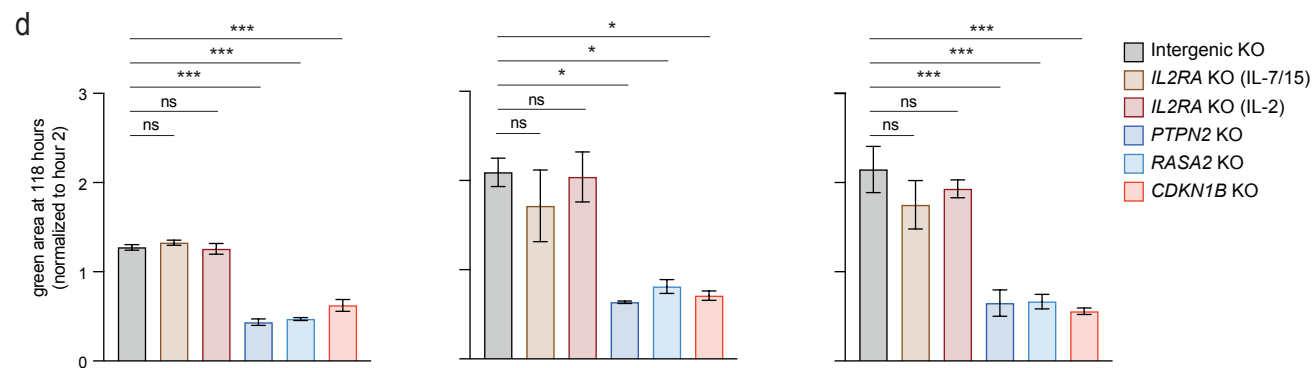 d
***
***
***
ns
ns
*
*
*
ns
ns
***
***
***
ns
ns
Intergenic KO
IL2RA KO (IL-7/15)
IL2RA KO (IL-2)
PTPN2 KO
RASA2 KO
CDKN1B KO
green area at 118 hours
(normalized to hour 2)
3
2
1
0